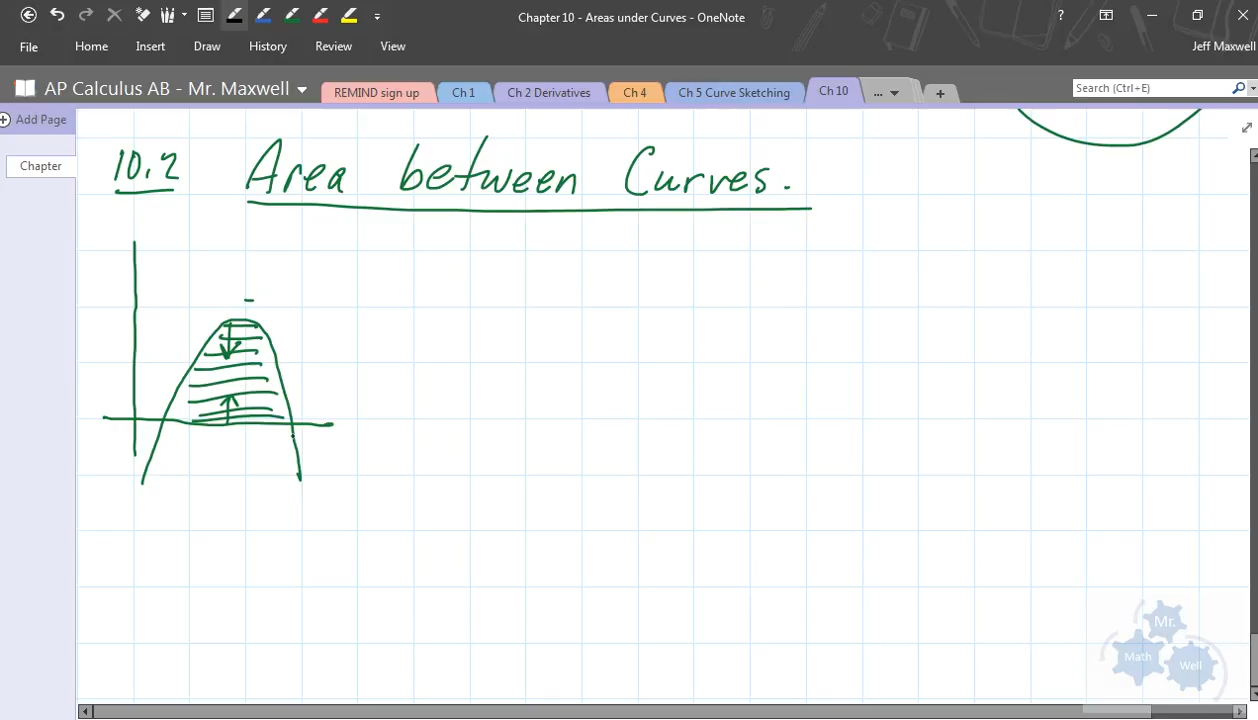 Chapter 10 - Areas under Curves - OneNote
?
File Home Insert Draw History Review View
Jeff Maxwell
AP Calculus AB - Mr. Maxwell
REMIND sign up
Ch 1
Ch 2 Derivatives
Ch 4
Ch 5 Curve Sketching
Ch 10
...
+
Search (Ctrl+E)
Add Page
Chapter
10.2 Area between Curves.
Mr.
Math
Well